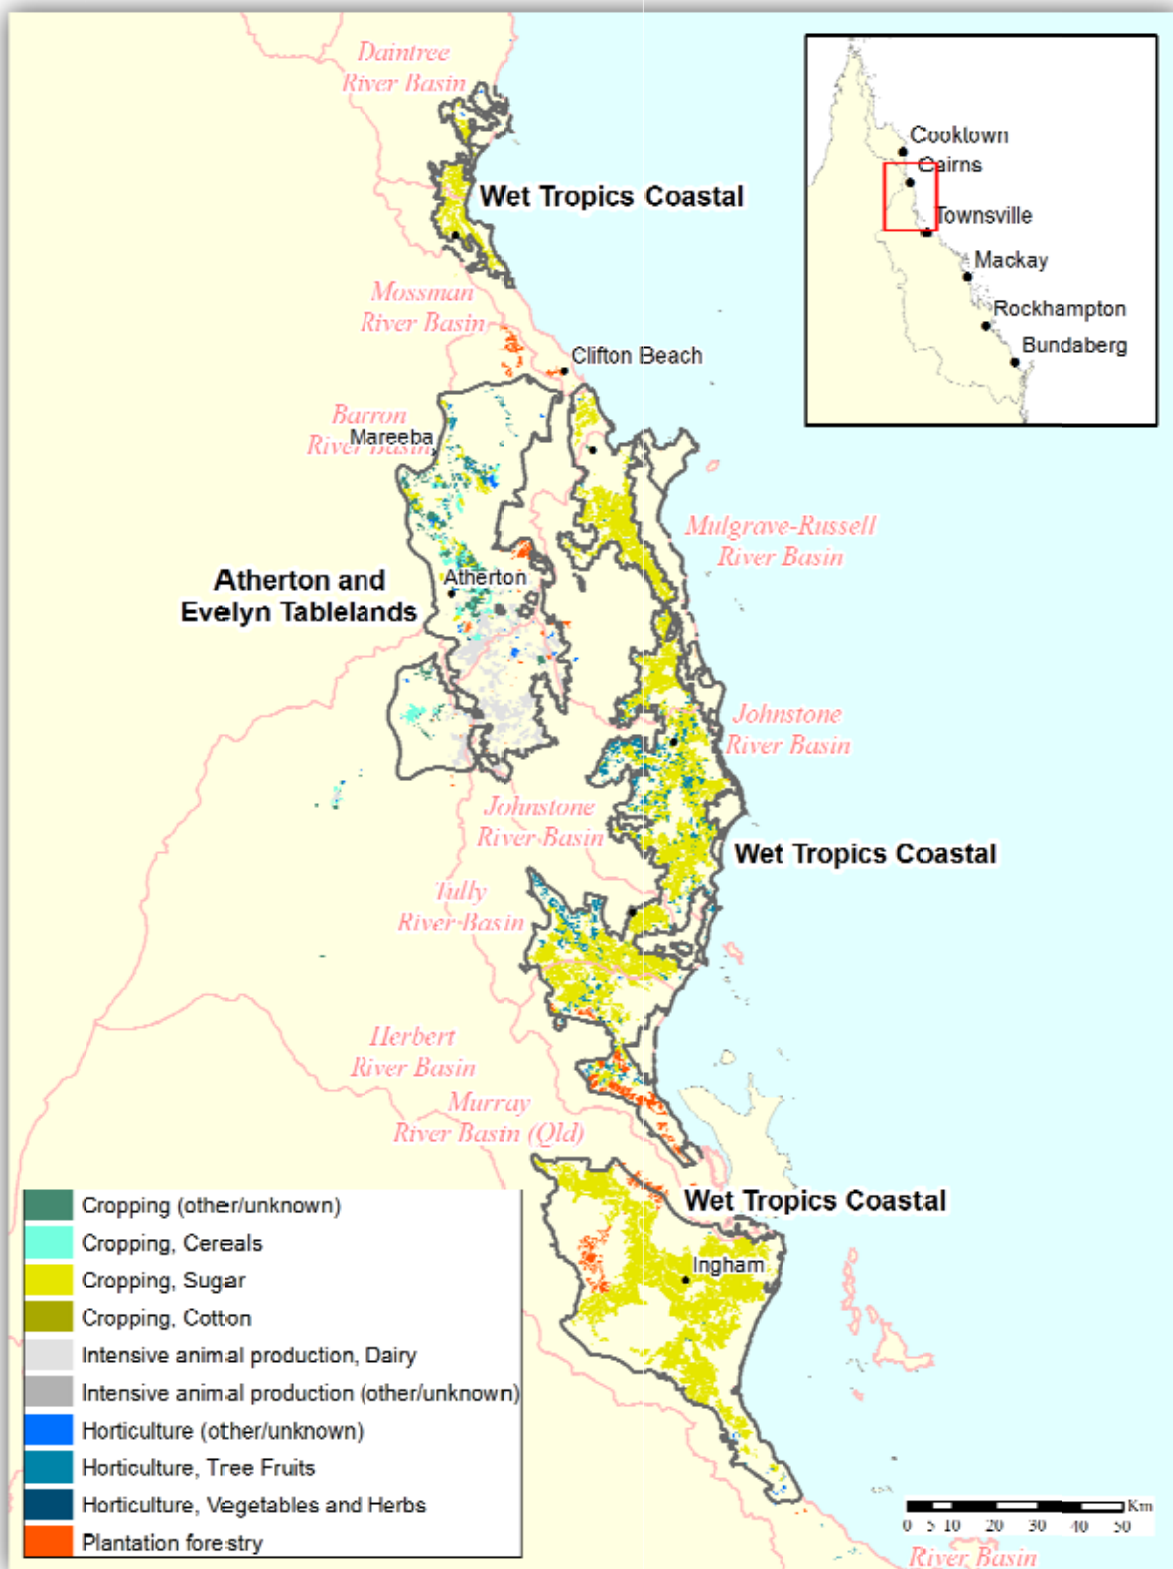 Daintree
River Basin
Cooktown
Cairns
Wet Tropics Coastal
Townsville
Mackay
Mossman
River Basin
Rockhampton
Bundaberg
Clifton Beach
Barron
River Basin
Mareeba
Mulgrave-Russell
River Basin
Atherton and
Evelyn Tablelands
Atherton
Johnstone
River Basin
Johnstone
River Basin
Wet Tropics Coastal
Tully
River Basin
Herbert
River Basin
Murray
River Basin (Qld)
Wet Tropics Coastal
Ingham
Cropping (other/unknown)
Cropping, Cereals
Cropping, Sugar
Cropping, Cotton
Intensive animal production, Dairy
Intensive animal production (other/unknown)
Horticulture (other/unknown)
Horticulture, Tree Fruits
Horticulture, Vegetables and Herbs
Plantation forestry
Km
0 5 10 20 30 40 50
River Basin